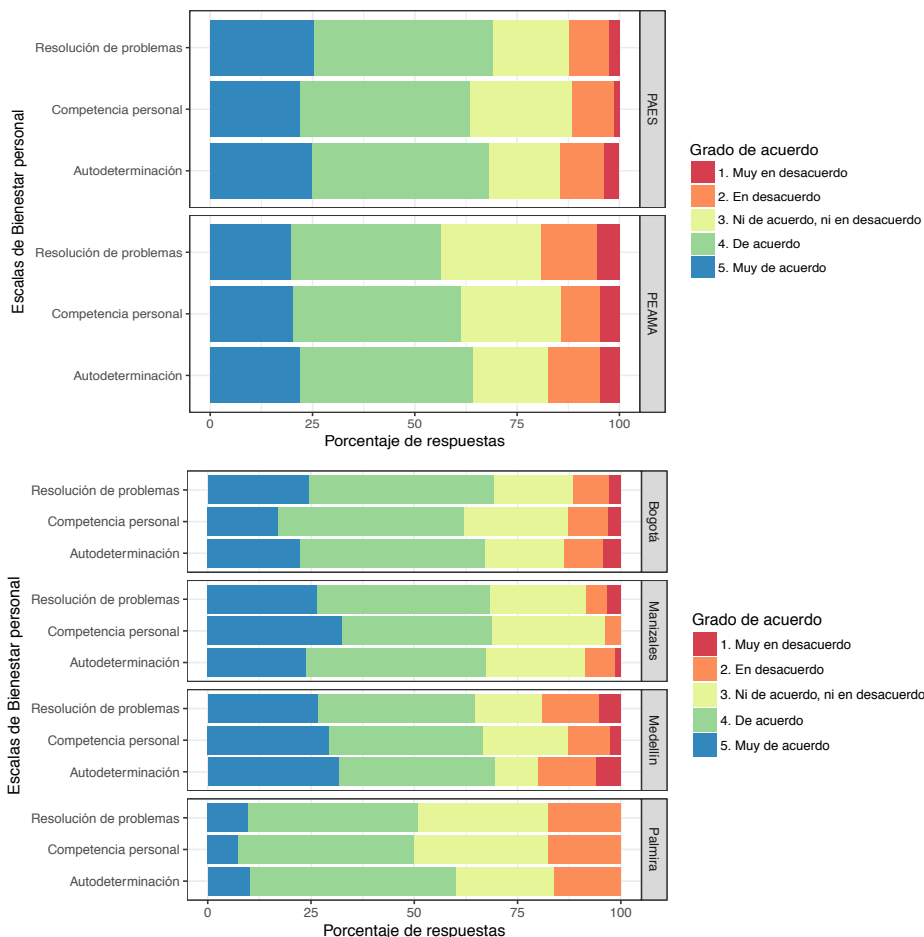 Escalas de Bienestar personal
Resolución de problemas
Competencia personal
Autodeterminación
PAES
Resolución de problemas
Competencia personal
Autodeterminación
PEAMA
0 25 50 75 100
Porcentaje de respuestas
Grado de acuerdo
1. Muy en desacuerdo
2. En desacuerdo
3. Ni de acuerdo, ni en desacuerdo
4. De acuerdo
5. Muy de acuerdo
Escalas de Bienestar personal
Resolución de problemas
Competencia personal
Autodeterminación
Bogotá
Resolución de problemas
Competencia personal
Autodeterminación
Manizales
Resolución de problemas
Competencia personal
Autodeterminación
Medellín
Resolución de problemas
Competencia personal
Autodeterminación
Palmira
0 25 50 75 100
Porcentaje de respuestas
Grado de acuerdo
1. Muy en desacuerdo
2. En desacuerdo
3. Ni de acuerdo, ni en desacuerdo
4. De acuerdo
5. Muy de acuerdo